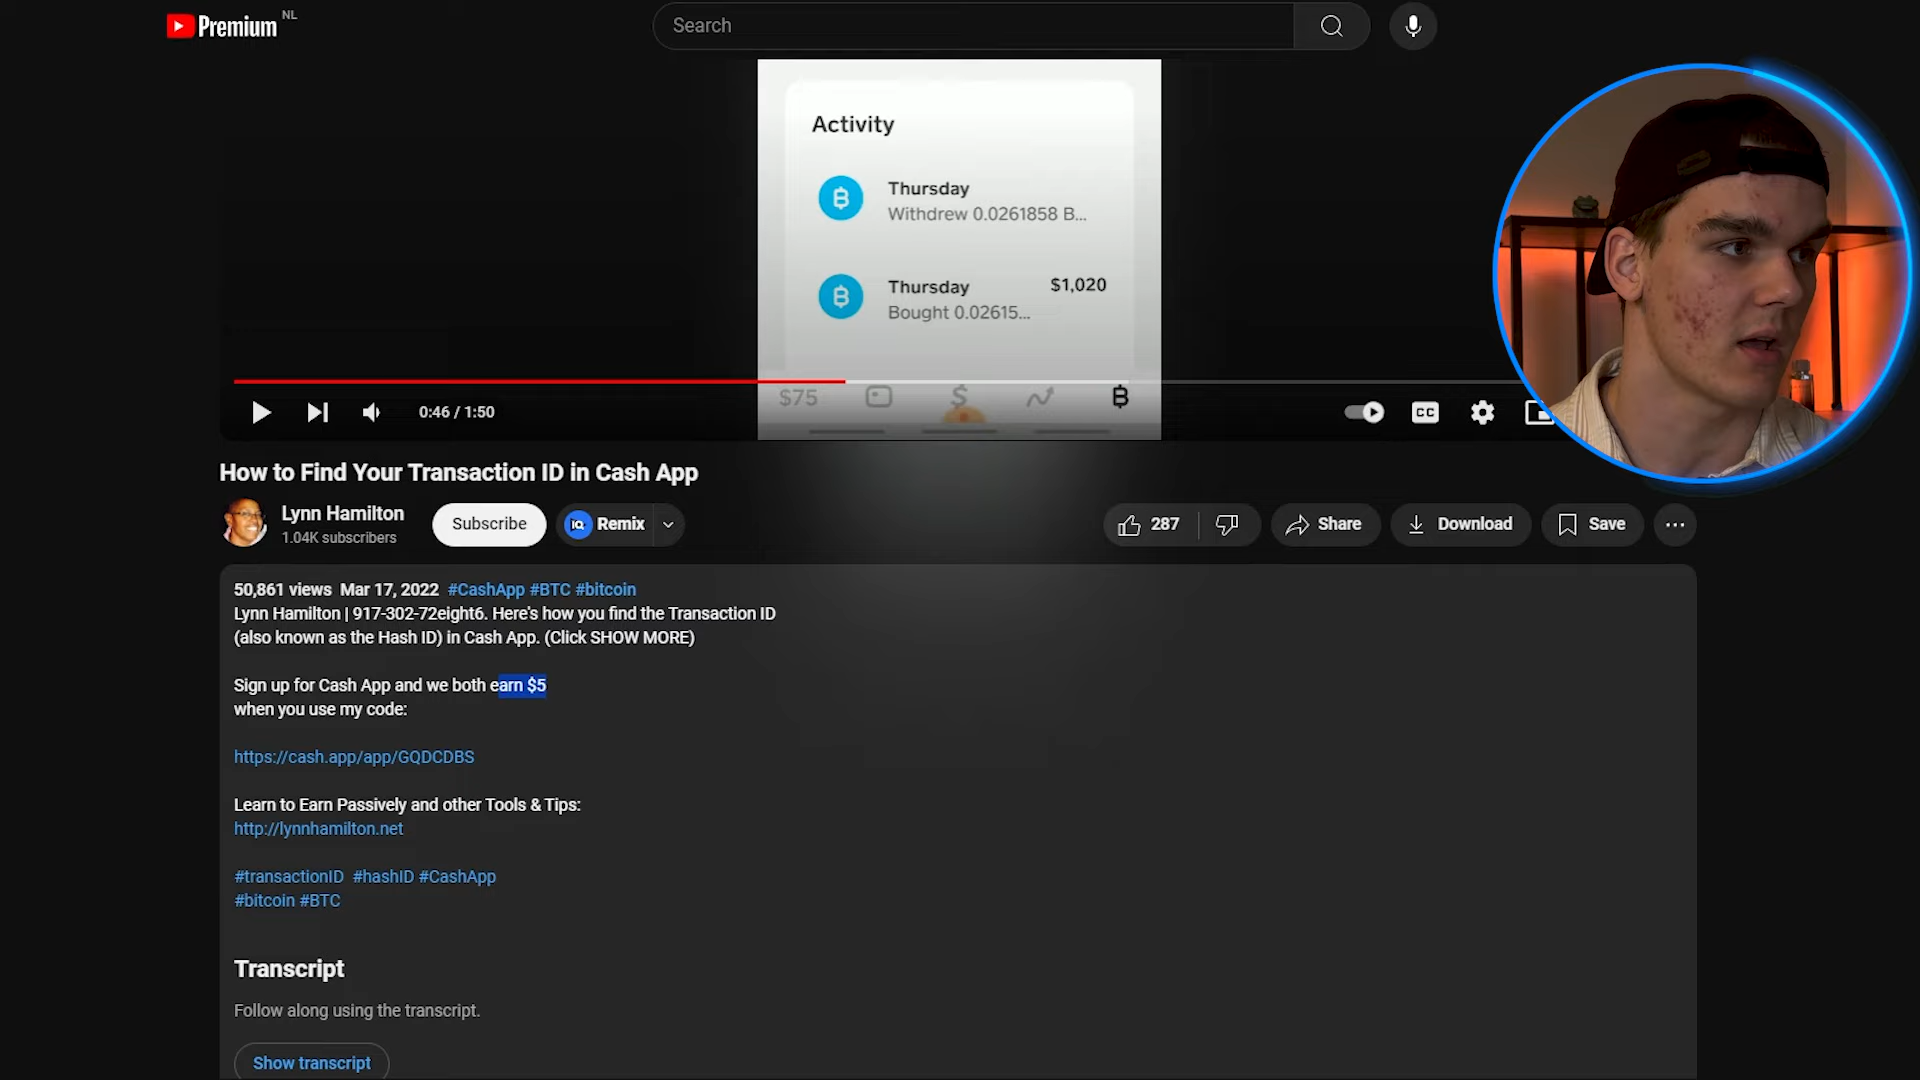 Premium NL
Search
Activity
Thursday
Withdrew 0.0261858 B...
Thursday $1,020
Bought 0.02615...
$75
0:46 / 1:50
CC
How to Find Your Transaction ID in Cash App
Lynn Hamilton
1.04K subscribers
Subscribe
IQ Remix
287
Share
Download
Save
50,861 views Mar 17, 2022 #CashApp #BTC #bitcoin
Lynn Hamilton | 917-302-72eight6. Here's how you find the Transaction ID
(also known as the Hash ID) in Cash App. (Click SHOW MORE)
Sign up for Cash App and we both earn $5
when you use my code:
https://cash.app/app/GQDCDBS
Learn to Earn Passively and other Tools & Tips:
http://lynnhamilton.net
#transactionID #hashID #CashApp
#bitcoin #BTC
Transcript
Follow along using the transcript.
Show transcript